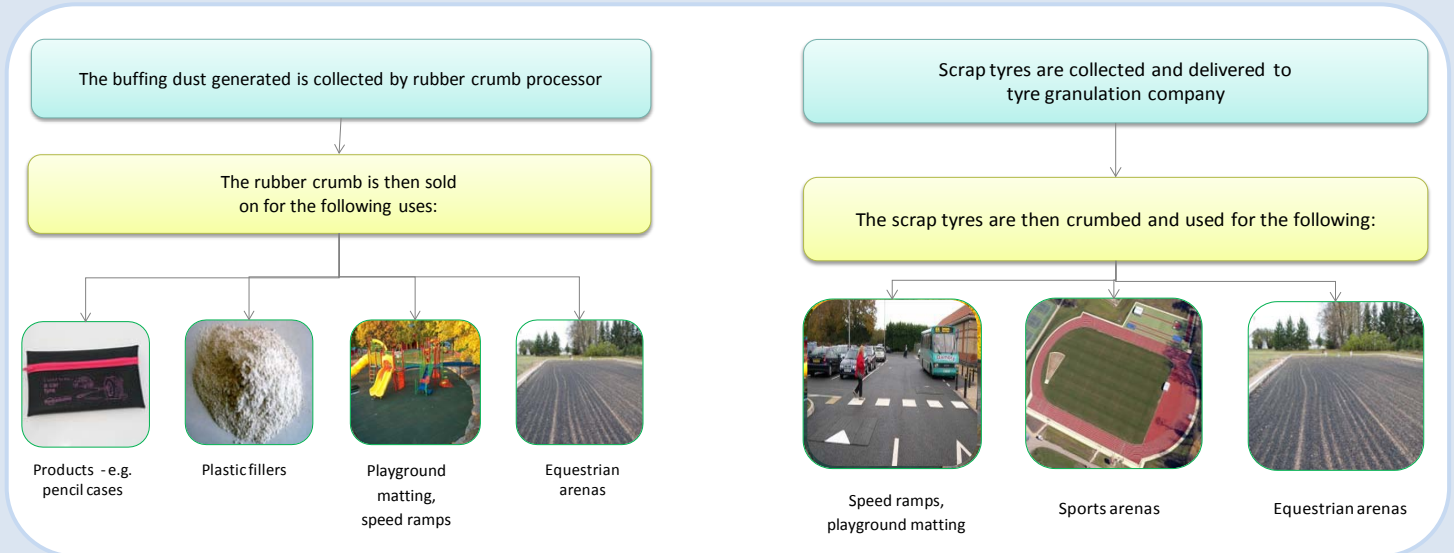 The buffing dust generated is collected by rubber crumb processor
The rubber crumb is then sold
on for the following uses:
Products - e.g.
pencil cases
Plastic fillers
Playground
matting,
speed ramps
Equestrian
arenas
Scrap tyres are collected and delivered to
tyre granulation company
The scrap tyres are then crumbed and used for the following:
Speed ramps,
playground matting
Sports arenas
Equestrian arenas